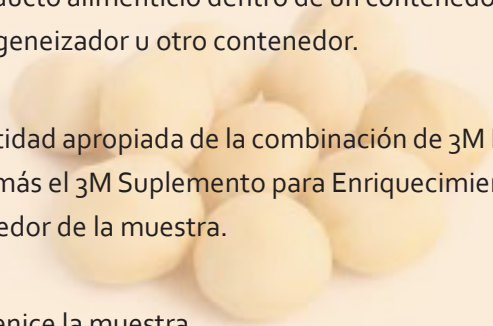 ducto alimenticio dentro de un contenedo
geneizador u otro contenedor.
tidad apropiada de la combinación de 3M
más el 3M Suplemento para Enriquecimie
edor de la muestra.
enice la muestra